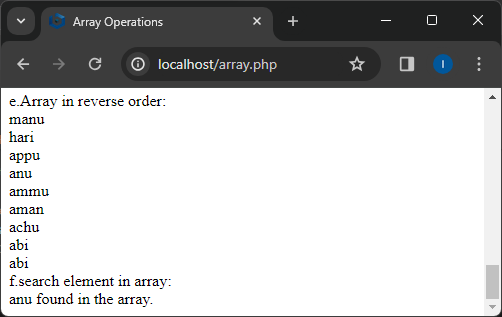 Array Operations
localhost/array.php
I
e.Array in reverse order:
manu
hari
appu
anu
ammu
aman
achu
abi
abi
f.search element in array:
anu found in the array.